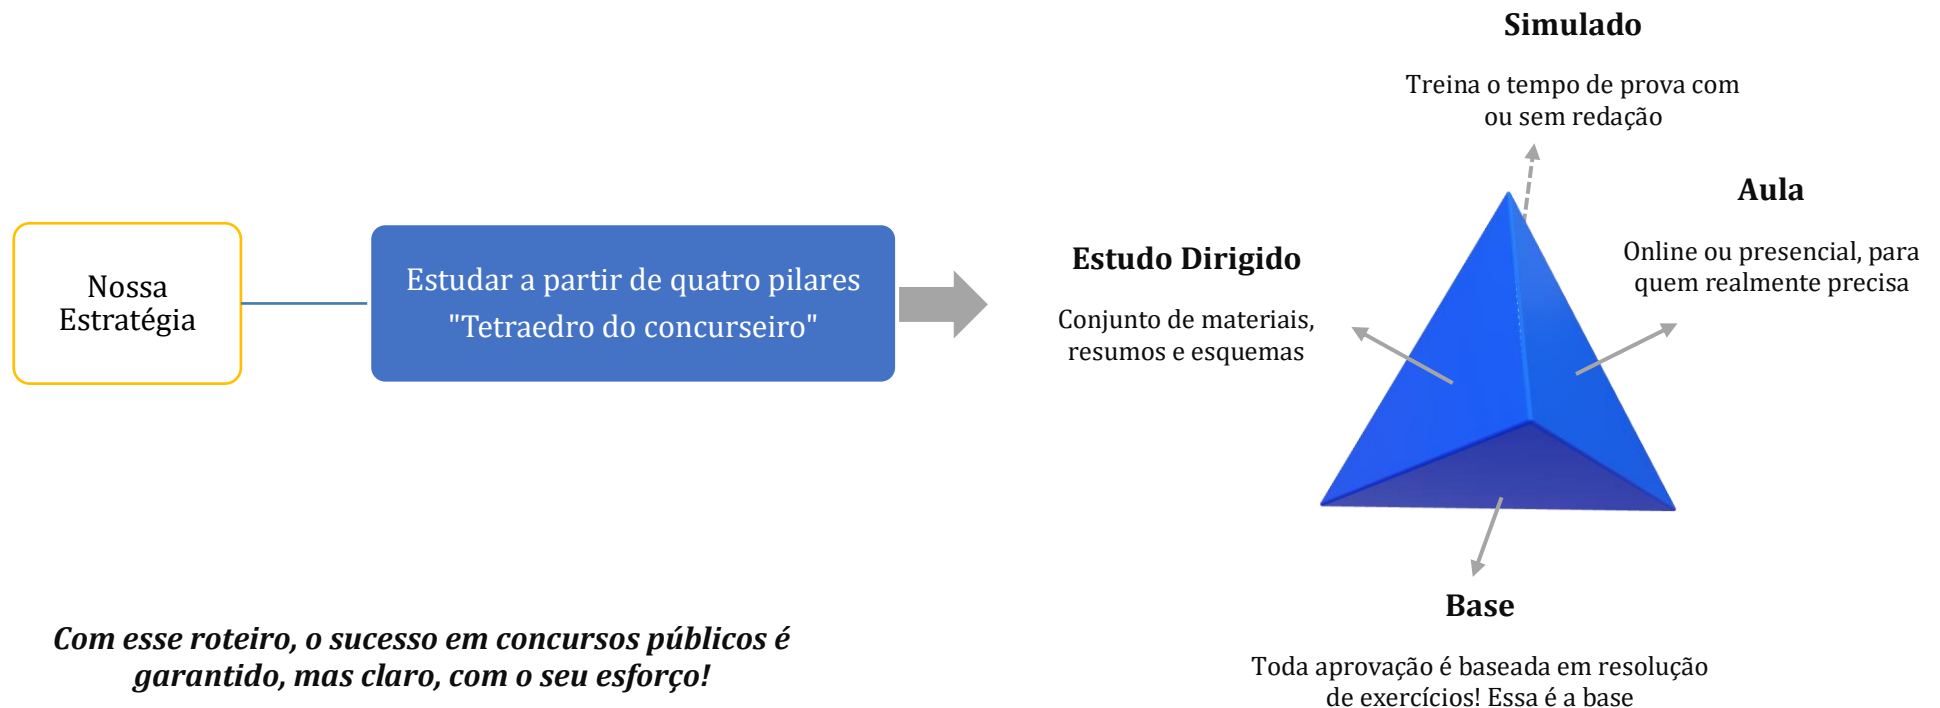 Nossa
Estratégia
Estudar a partir de quatro pilares
"Tetraedro do concurseiro"
Simulado
Treina o tempo de prova com
ou sem redação
Aula
Online ou presencial, para
quem realmente precisa
Estudo Dirigido
Conjunto de materiais,
resumos e esquemas
Base
Toda aprovação é baseada em resolução
de exercícios! Essa é a base
Com esse roteiro, o sucesso em concursos públicos é
garantido, mas claro, com o seu esforço!